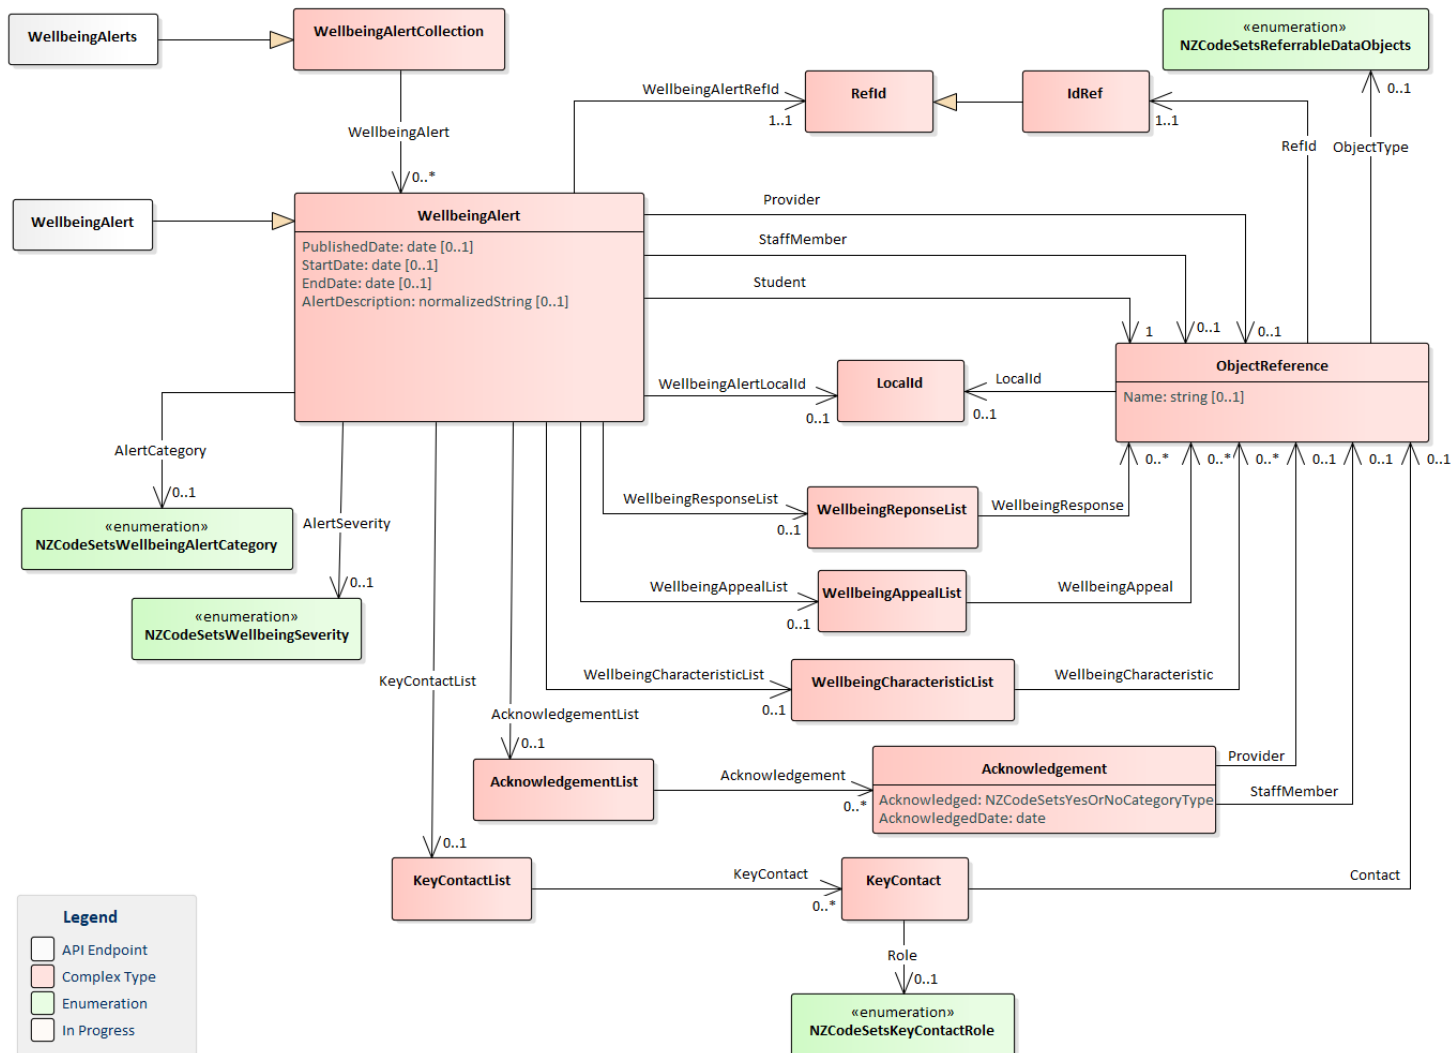 WellbeingAlerts
WellbeingAlertCollection
«enumeration»
NZCodeSetsReferrableDataObjects
WellbeingAlertRefId
RefId
IdRef
0..1
1..1
1..1
WellbeingAlert
RefId
ObjectType
0..*
WellbeingAlert
WellbeingAlert
PublishedDate: date [0..1]
StartDate: date [0..1]
EndDate: date [0..1]
AlertDescription: normalizedString [0..1]
Provider
StaffMember
Student
1
0..1
0..1
ObjectReference
Name: string [0..1]
WellbeingAlertLocalId
0..1
LocalId
LocalId
0..1
AlertCategory
0..1
«enumeration»
NZCodeSetsWellbeingAlertCategory
AlertSeverity
0..1
«enumeration»
NZCodeSetsWellbeingSeverity
0..*
0..*
0..*
0..1
0..1
0..1
WellbeingResponseList
0..1
WellbeingReponseList
WellbeingResponse
WellbeingAppealList
0..1
WellbeingAppealList
WellbeingAppeal
WellbeingCharacteristicList
0..1
WellbeingCharacteristicList
WellbeingCharacteristic
KeyContactList
AcknowledgementList
0..1
AcknowledgementList
Acknowledgement
0..*
Acknowledgement
Acknowledged: NZCodeSetsYesOrNoCategoryType
AcknowledgedDate: date
Provider
StaffMember
0..1
KeyContactList
KeyContact
0..*
KeyContact
Contact
Role
0..1
«enumeration»
NZCodeSetsKeyContactRole
Legend
API Endpoint
Complex Type
Enumeration
In Progress